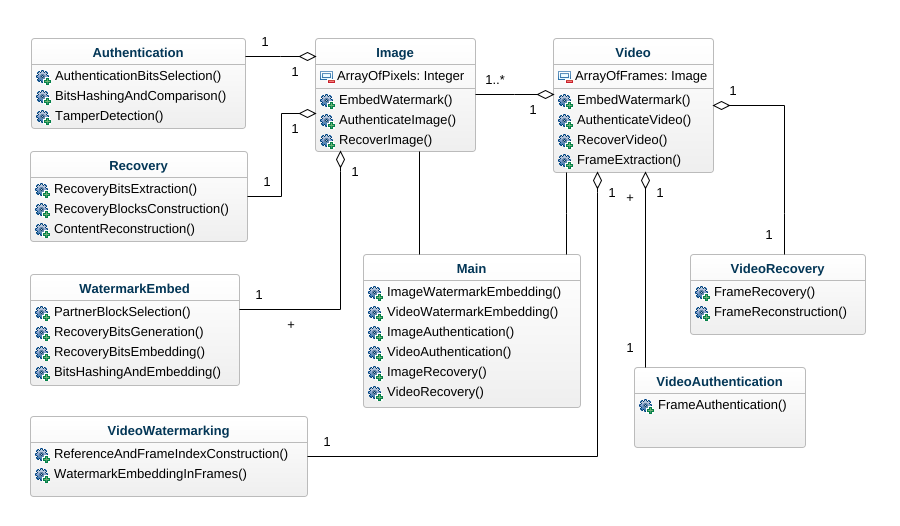 Authentication
AuthenticationBitsSelection()
BitsHashingAndComparison()
TamperDetection()
1
1
Image
ArrayOfPixels: Integer
EmbedWatermark()
AuthenticateImage()
RecoverImage()
1..*
1
Video
ArrayOfFrames: Image
EmbedWatermark()
AuthenticateVideo()
RecoverVideo()
FrameExtraction()
1
1
Recovery
RecoveryBitsExtraction()
RecoveryBlocksConstruction()
ContentReconstruction()
1
1
1
+
1
1
WatermarkEmbed
PartnerBlockSelection()
RecoveryBitsGeneration()
RecoveryBitsEmbedding()
BitsHashingAndEmbedding()
1
+
Main
ImageWatermarkEmbedding()
VideoWatermarkEmbedding()
ImageAuthentication()
VideoAuthentication()
ImageRecovery()
VideoRecovery()
VideoRecovery
FrameRecovery()
FrameReconstruction()
1
VideoAuthentication
FrameAuthentication()
VideoWatermarking
ReferenceAndFrameIndexConstruction()
WatermarkEmbeddingInFrames()
1